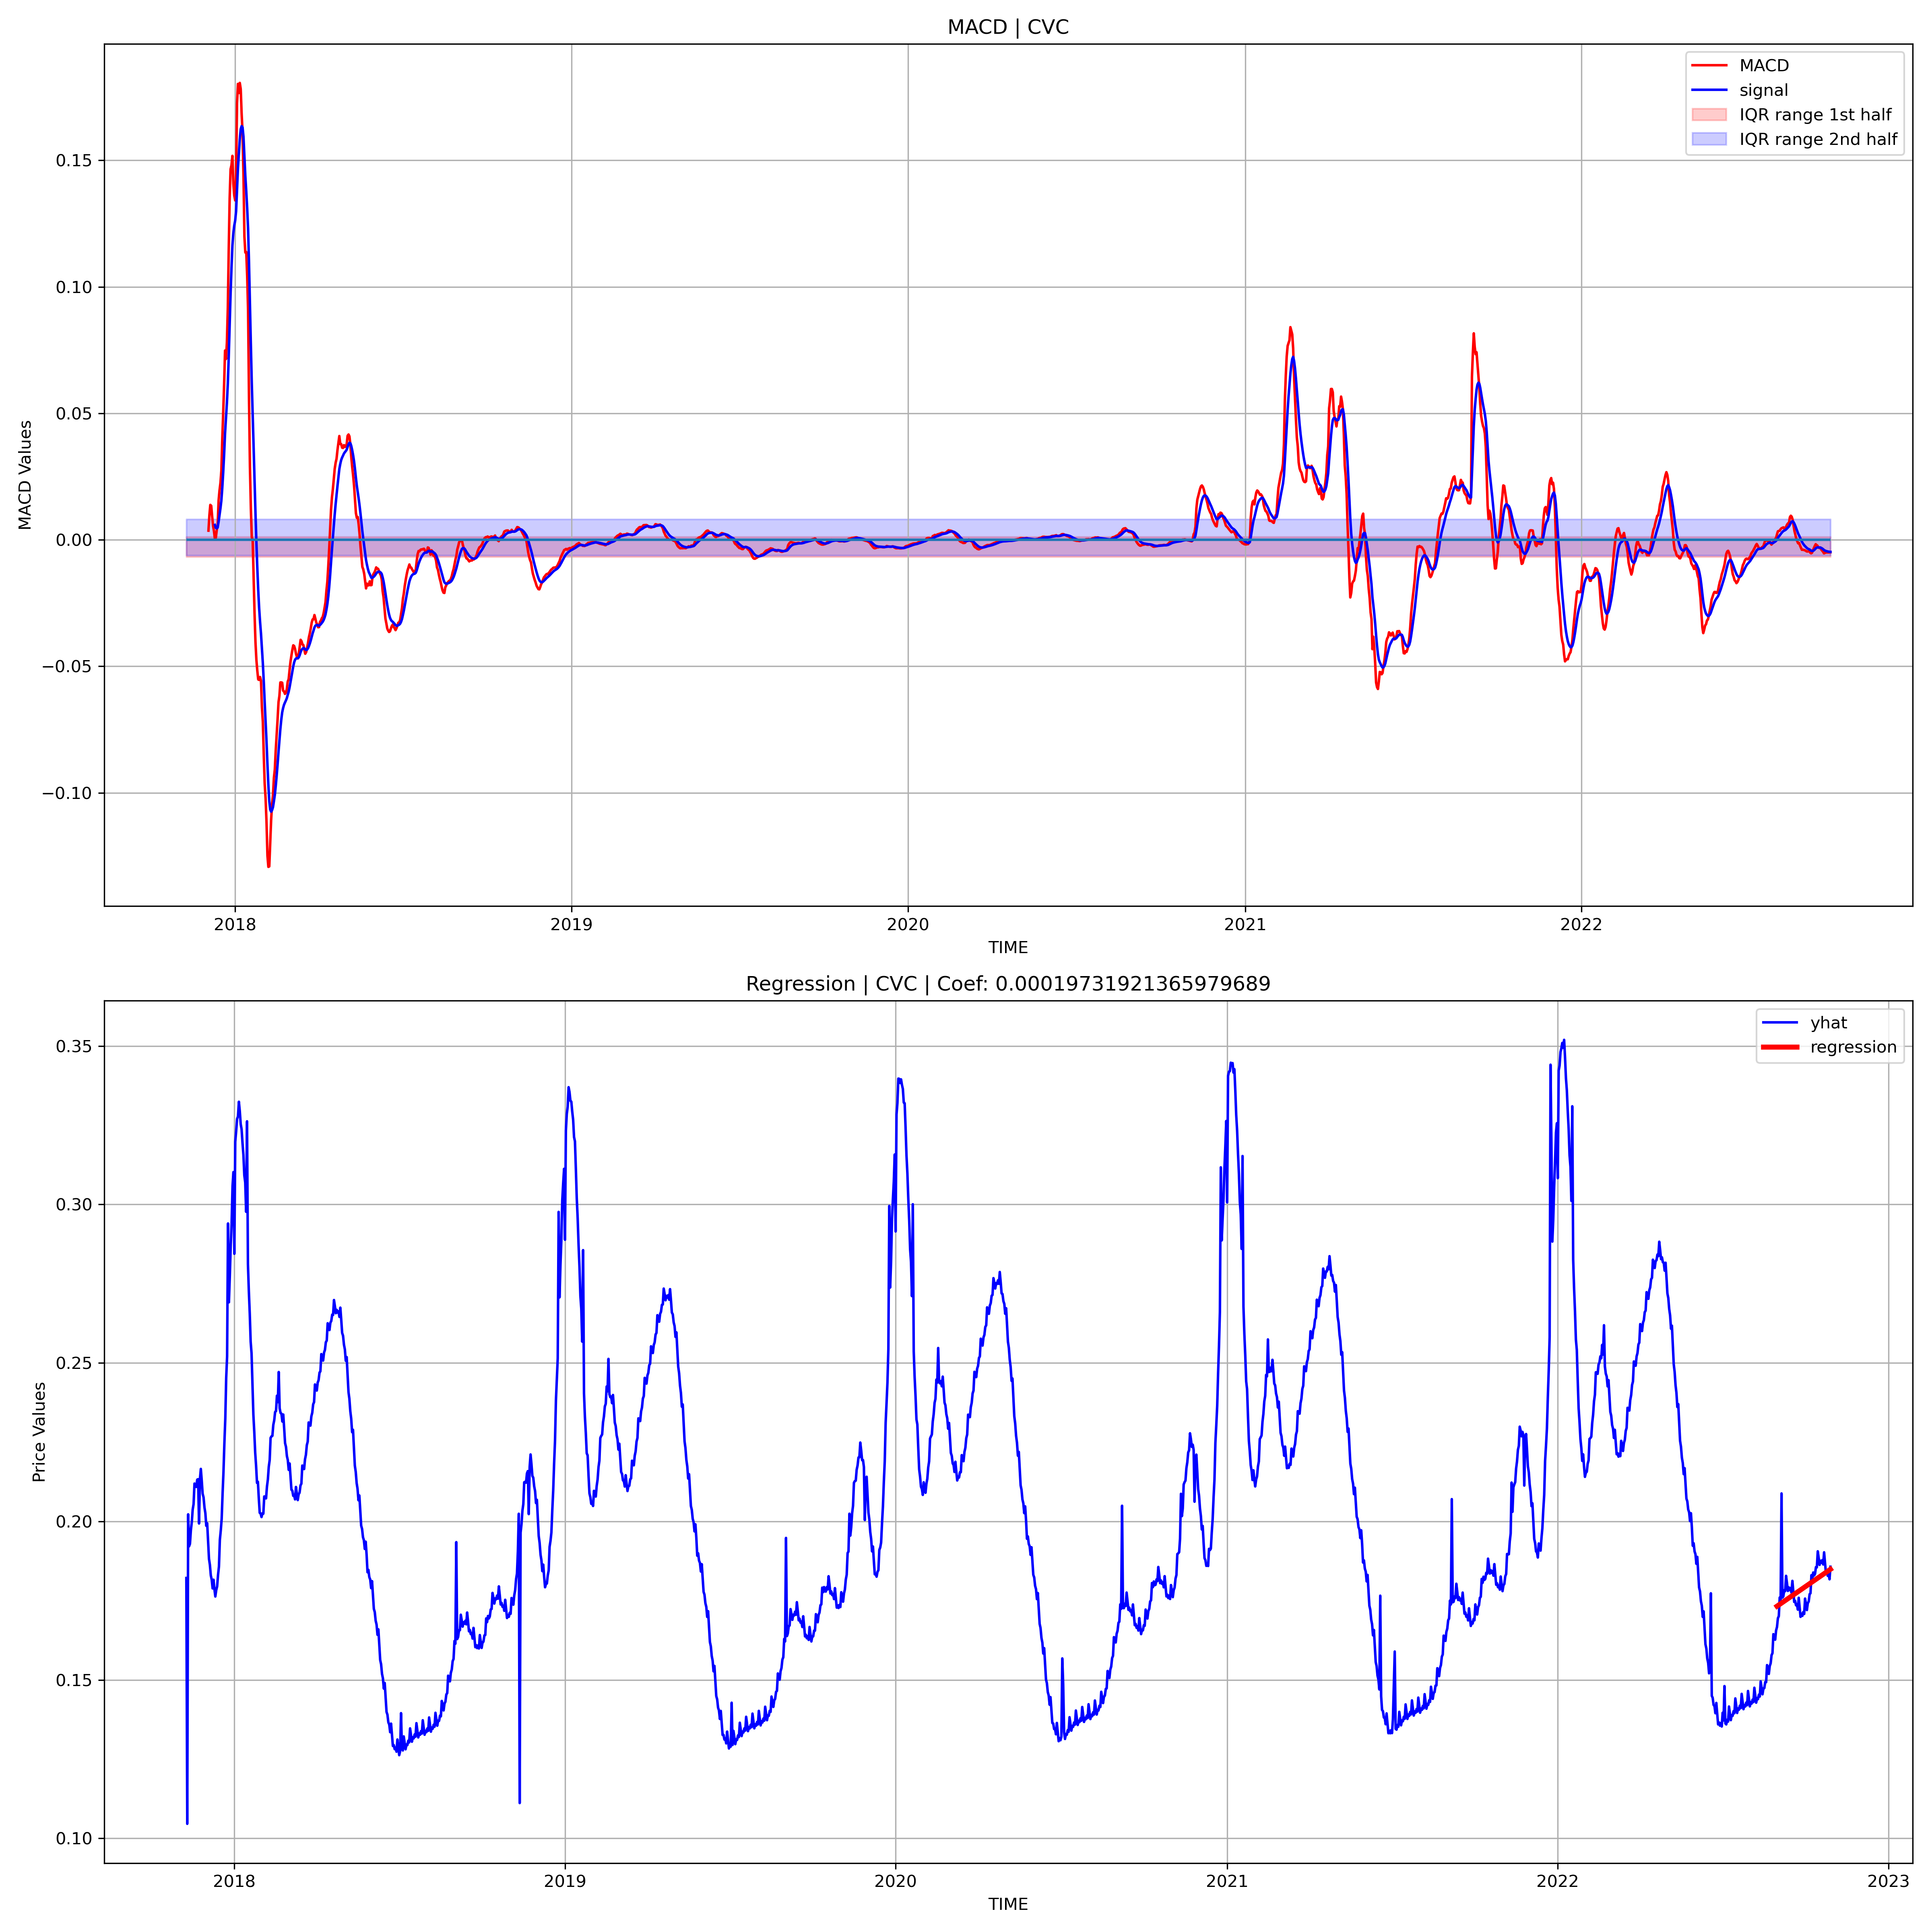 MACD | CVC
MACD
signal
IQR range 1st half
IQR range 2nd half
0.15
0.10
0.05
0.00
−0.05
−0.10
MACD Values
2018 2019 2020 2021 2022
TIME
Regression | CVC | Coef: 0.00019731921365979689
yhat
regression
0.35
0.30
0.25
0.20
0.15
0.10
Price Values
2018 2019 2020 2021 2022 2023
TIME